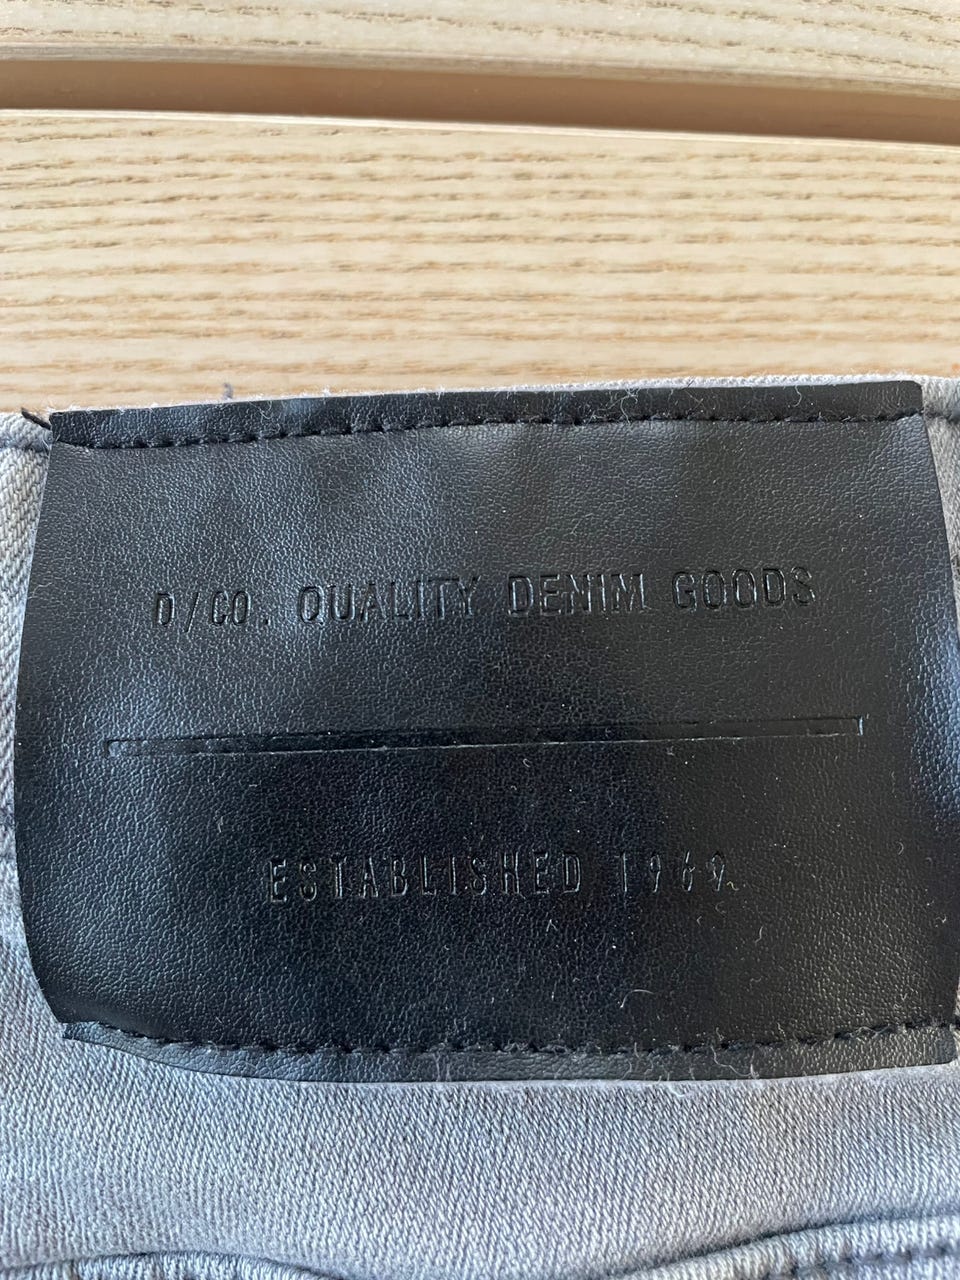 D/CO. QUALITY DENIM GOODS
ESTABLISHED 1969